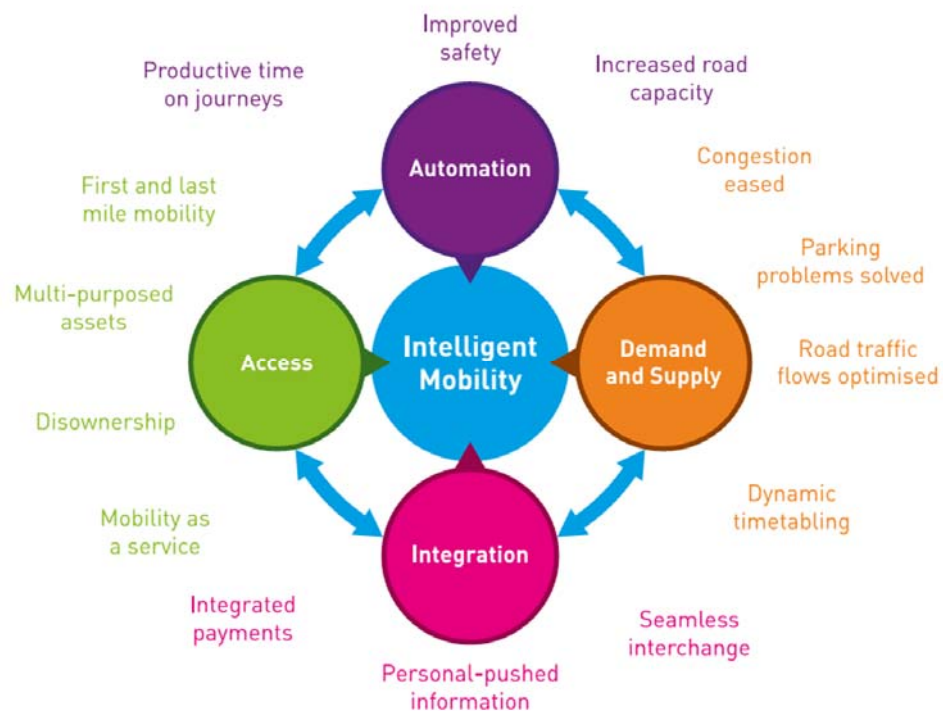 Improved
safety
Productive time
on journeys
Increased road
capacity
Automation
Congestion
eased
First and last
mile mobility
Parking
problems solved
Multi-purposed
assets
Access
Intelligent
Mobility
Demand
and Supply
Road traffic
flows optimised
Disownership
Dynamic
timetabling
Mobility as
a service
Integration
Integrated
payments
Seamless
interchange
Personal-pushed
information